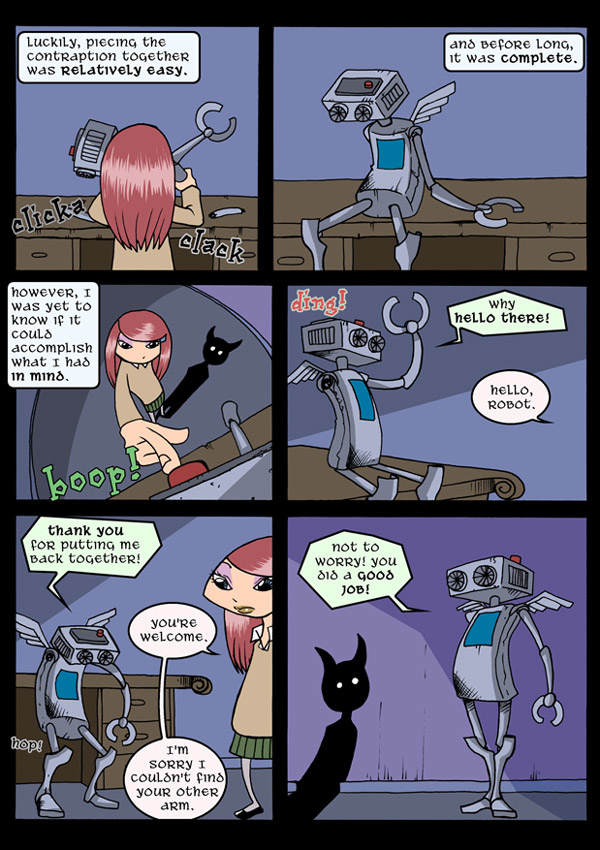 Luckily, piecing the
contraption together
was relatively easy.
clicka
clack
and before long,
it was complete.
however, I
was yet to
know if it
could
accomplish
what I had
in mind.
boop!
ding!
why
hello there!
hello,
robot.
thank you
for putting me
back together!
you're
welcome.
hop!
I'm
sorry I
couldn't find
your other
arm.
not to
worry! you
did a good
job!